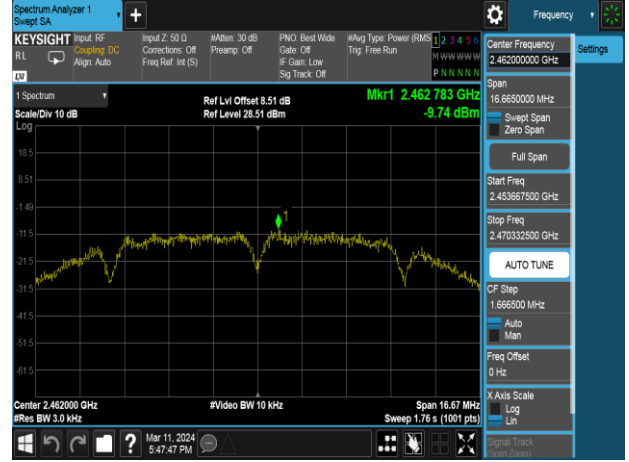 Spectrum Analyzer 1
Swept SA
Frequency
KEYSIGHT
RL
LXI
Input: RF
Coupling: DC
Align: Auto
Input Z: 50 Ω
Corrections: Off
Freq Ref: Int (S)
#Atten: 30 dB
Preamp: Off
PNO: Best Wide
Gate: Off
IF Gain: Low
Sig Track: Off
#Avg Type: Power (RMS
Trig: Free Run
1 2 3 4 5 6
M W W W W W
P N N N N N
1 Spectrum
Scale/Div 10 dB
Ref Lvl Offset 8.51 dB
Ref Level 28.51 dBm
Mkr1 2.462 783 GHz
-9.74 dBm
Log
18.5
8.51
-1.49
-11.5
-21.5
-31.5
-41.5
-51.5
-61.5
1
Center 2.462000 GHz
#Res BW 3.0 kHz
#Video BW 10 kHz
Span 16.67 MHz
Sweep 1.76 s (1001 pts)
Mar 11, 2024
5:47:47 PM
Center Frequency
2.462000000 GHz
Settings
Span
16.6650000 MHz
Swept Span
Zero Span
Full Span
Start Freq
2.453667500 GHz
Stop Freq
2.470332500 GHz
AUTO TUNE
CF Step
1.666500 MHz
Auto
Man
Freq Offset
0 Hz
X Axis Scale
Log
Lin
Signal Track
(Span Zoom)